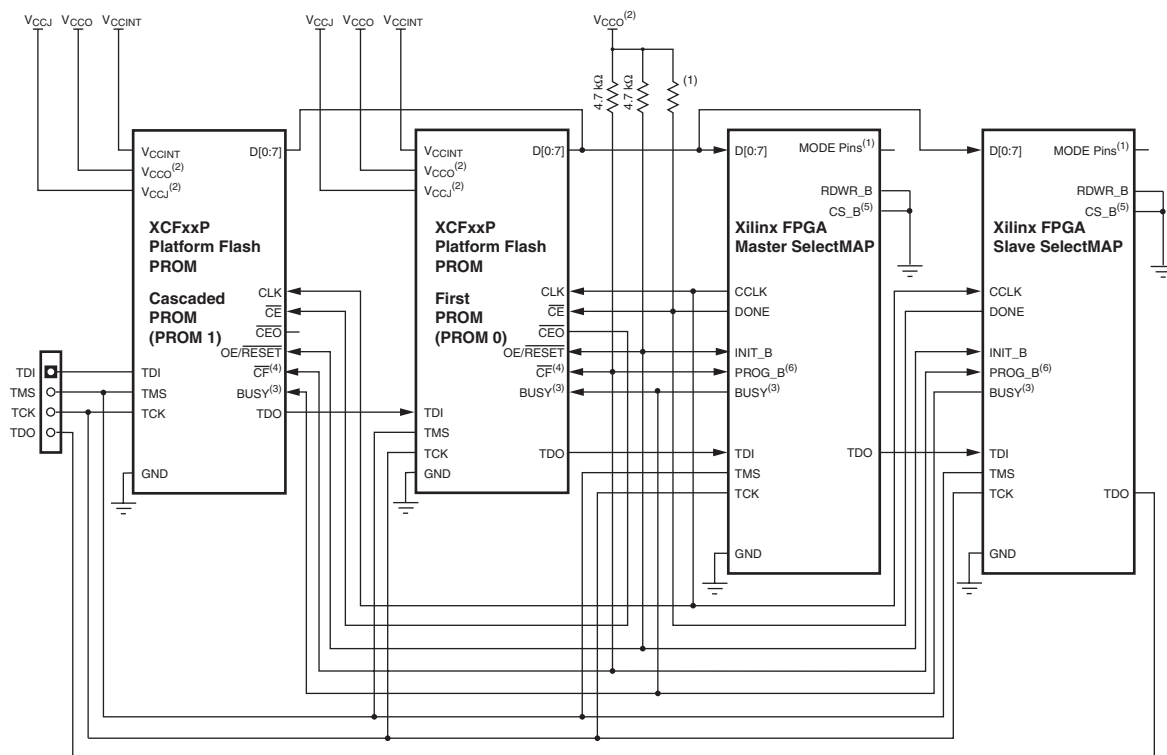 VCCJ VCCO VCCINT
VCCJ VCCO VCCINT
VCCO(2)
4.7 kΩ
4.7 kΩ
(1)
VCCINT
VCCO(2)
VCCJ(2)
D[0:7]
XCFxxP
Platform Flash
PROM
Cascaded
PROM
(PROM 1)
CLK
CE
CEO
OE/RESET
CF(4)
BUSY(3)
TDO
TDI
TMS
TCK
GND
TDI
TMS
TCK
TDO
VCCINT
VCCO(2)
VCCJ(2)
D[0:7]
XCFxxP
Platform Flash
PROM
First
PROM
(PROM 0)
CLK
CE
CEO
OE/RESET
CF(4)
BUSY(3)
TDI
TMS
TCK
TDO
GND
D[0:7]
MODE Pins(1)
RDWR_B
CS_B(5)
Xilinx FPGA
Master SelectMAP
CCLK
DONE
INIT_B
PROG_B(6)
BUSY(3)
TDI
TDO
TMS
TCK
GND
D[0:7]
MODE Pins(1)
RDWR_B
CS_B(5)
Xilinx FPGA
Slave SelectMAP
CCLK
DONE
INIT_B
PROG_B(6)
BUSY(3)
TDI
TMS
TCK
TDO
GND